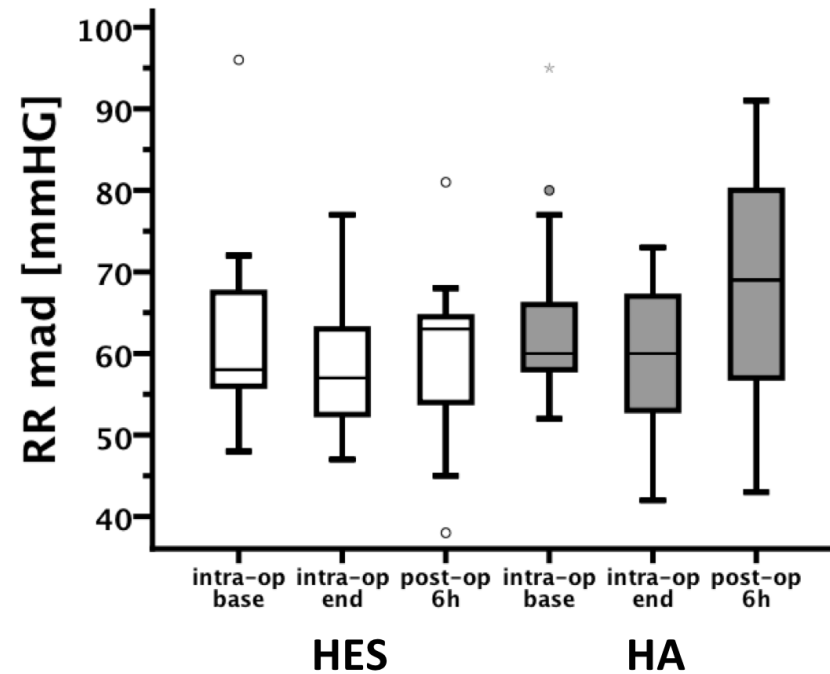 RR mad [mmHG]
100
90
80
70
60
50
40
intra-op intra-op post-op intra-op intra-op post-op
base end 6h base end 6h
HES HA